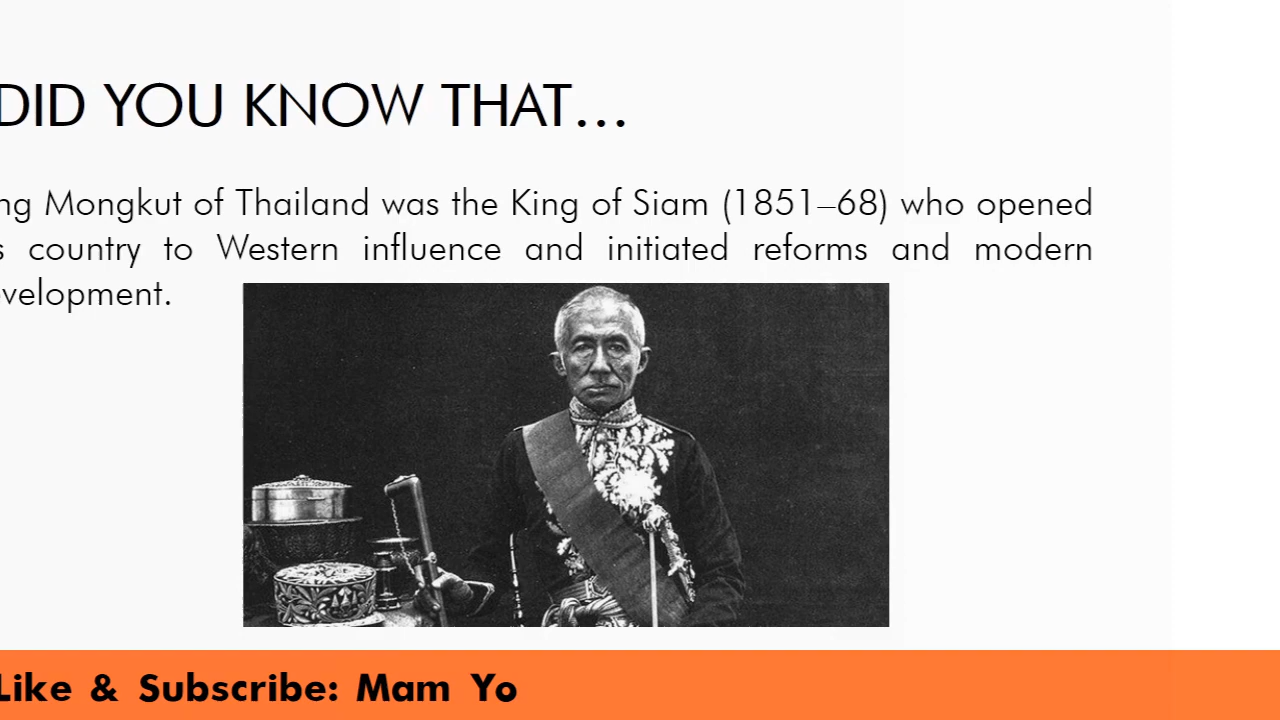 DID YOU KNOW THAT…
ng Mongkut of Thailand was the King of Siam (1851–68) who opened
s country to Western influence and initiated reforms and modern
velopment.
Like & Subscribe: Mam Yo